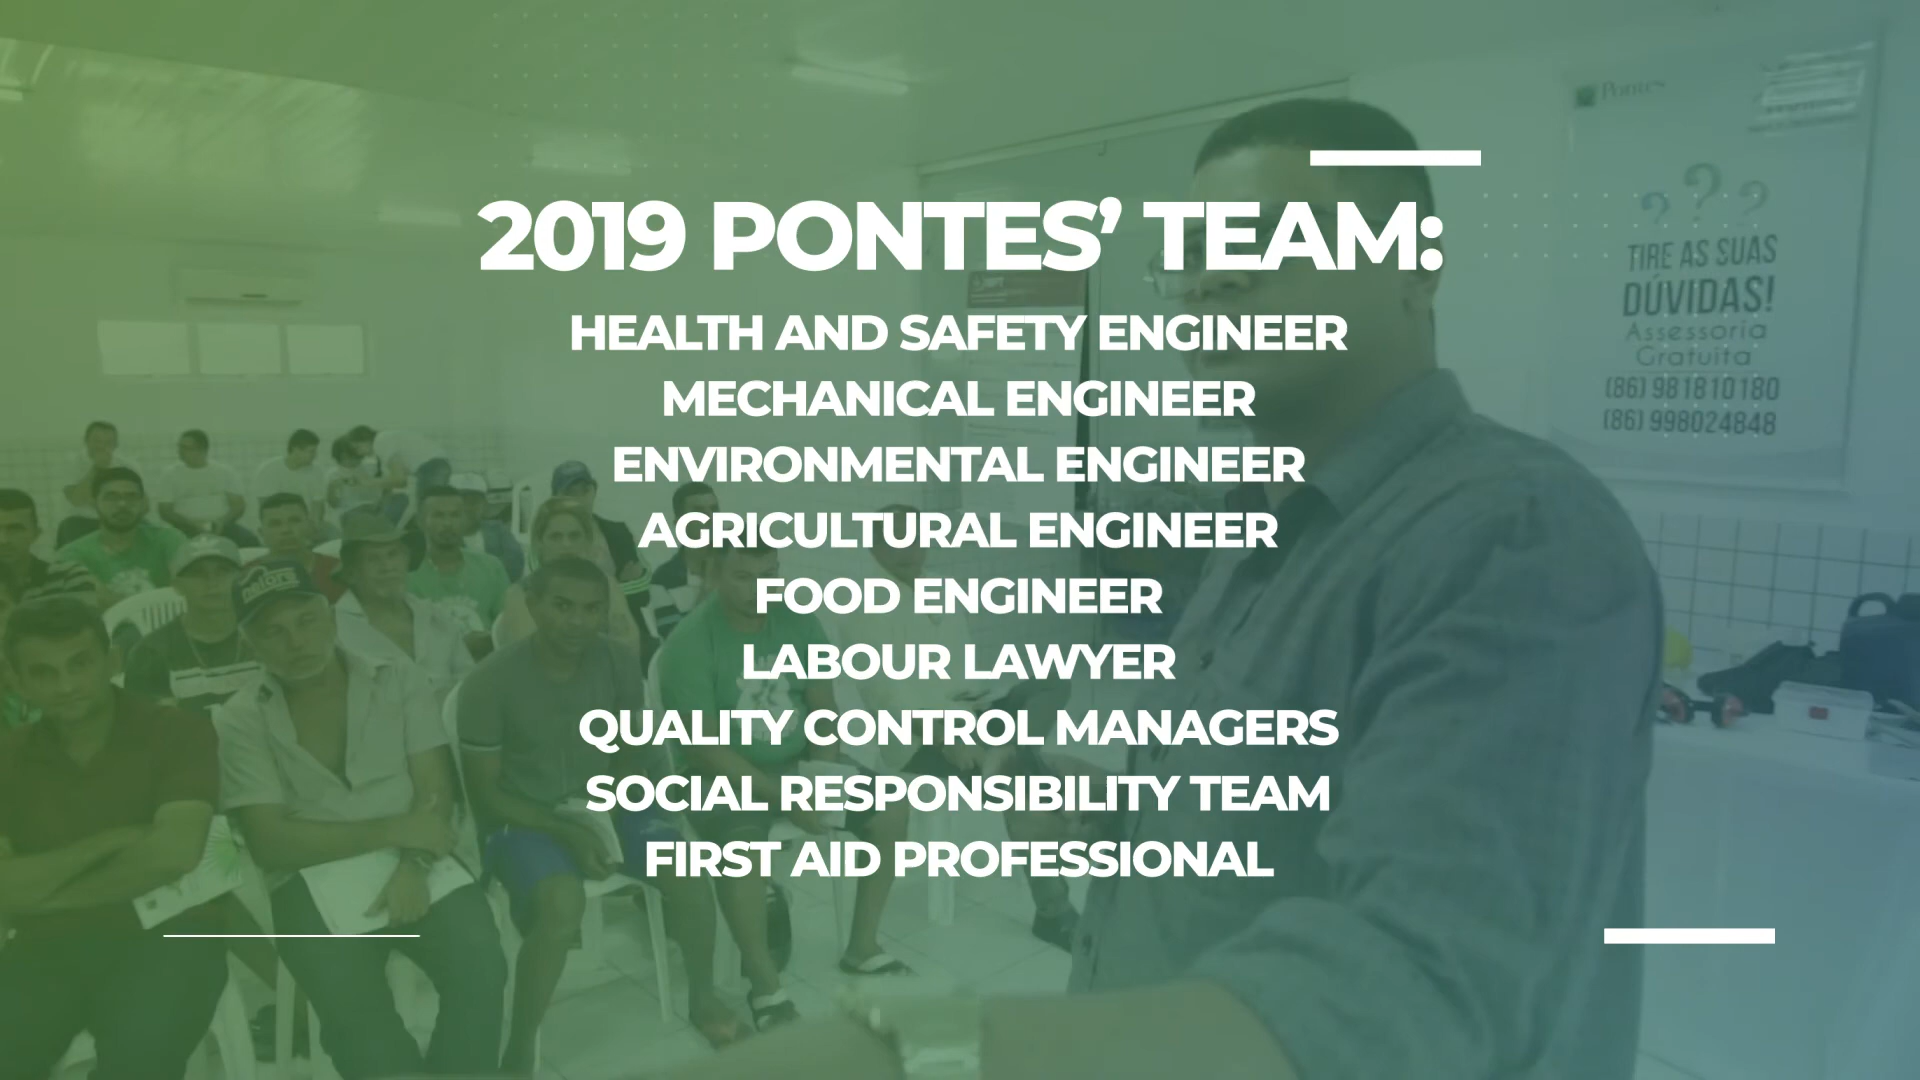 2019 PONTES’ TEAM:
HEALTH AND SAFETY ENGINEER
MECHANICAL ENGINEER
ENVIRONMENTAL ENGINEER
AGRICULTURAL ENGINEER
FOOD ENGINEER
LABOUR LAWYER
QUALITY CONTROL MANAGERS
SOCIAL RESPONSIBILITY TEAM
FIRST AID PROFESSIONAL
Pontes
? ? ?
TIRE AS SUAS
DÚVIDAS!
Assessoria
Gratuita
(86) 981810180
(86) 998024848